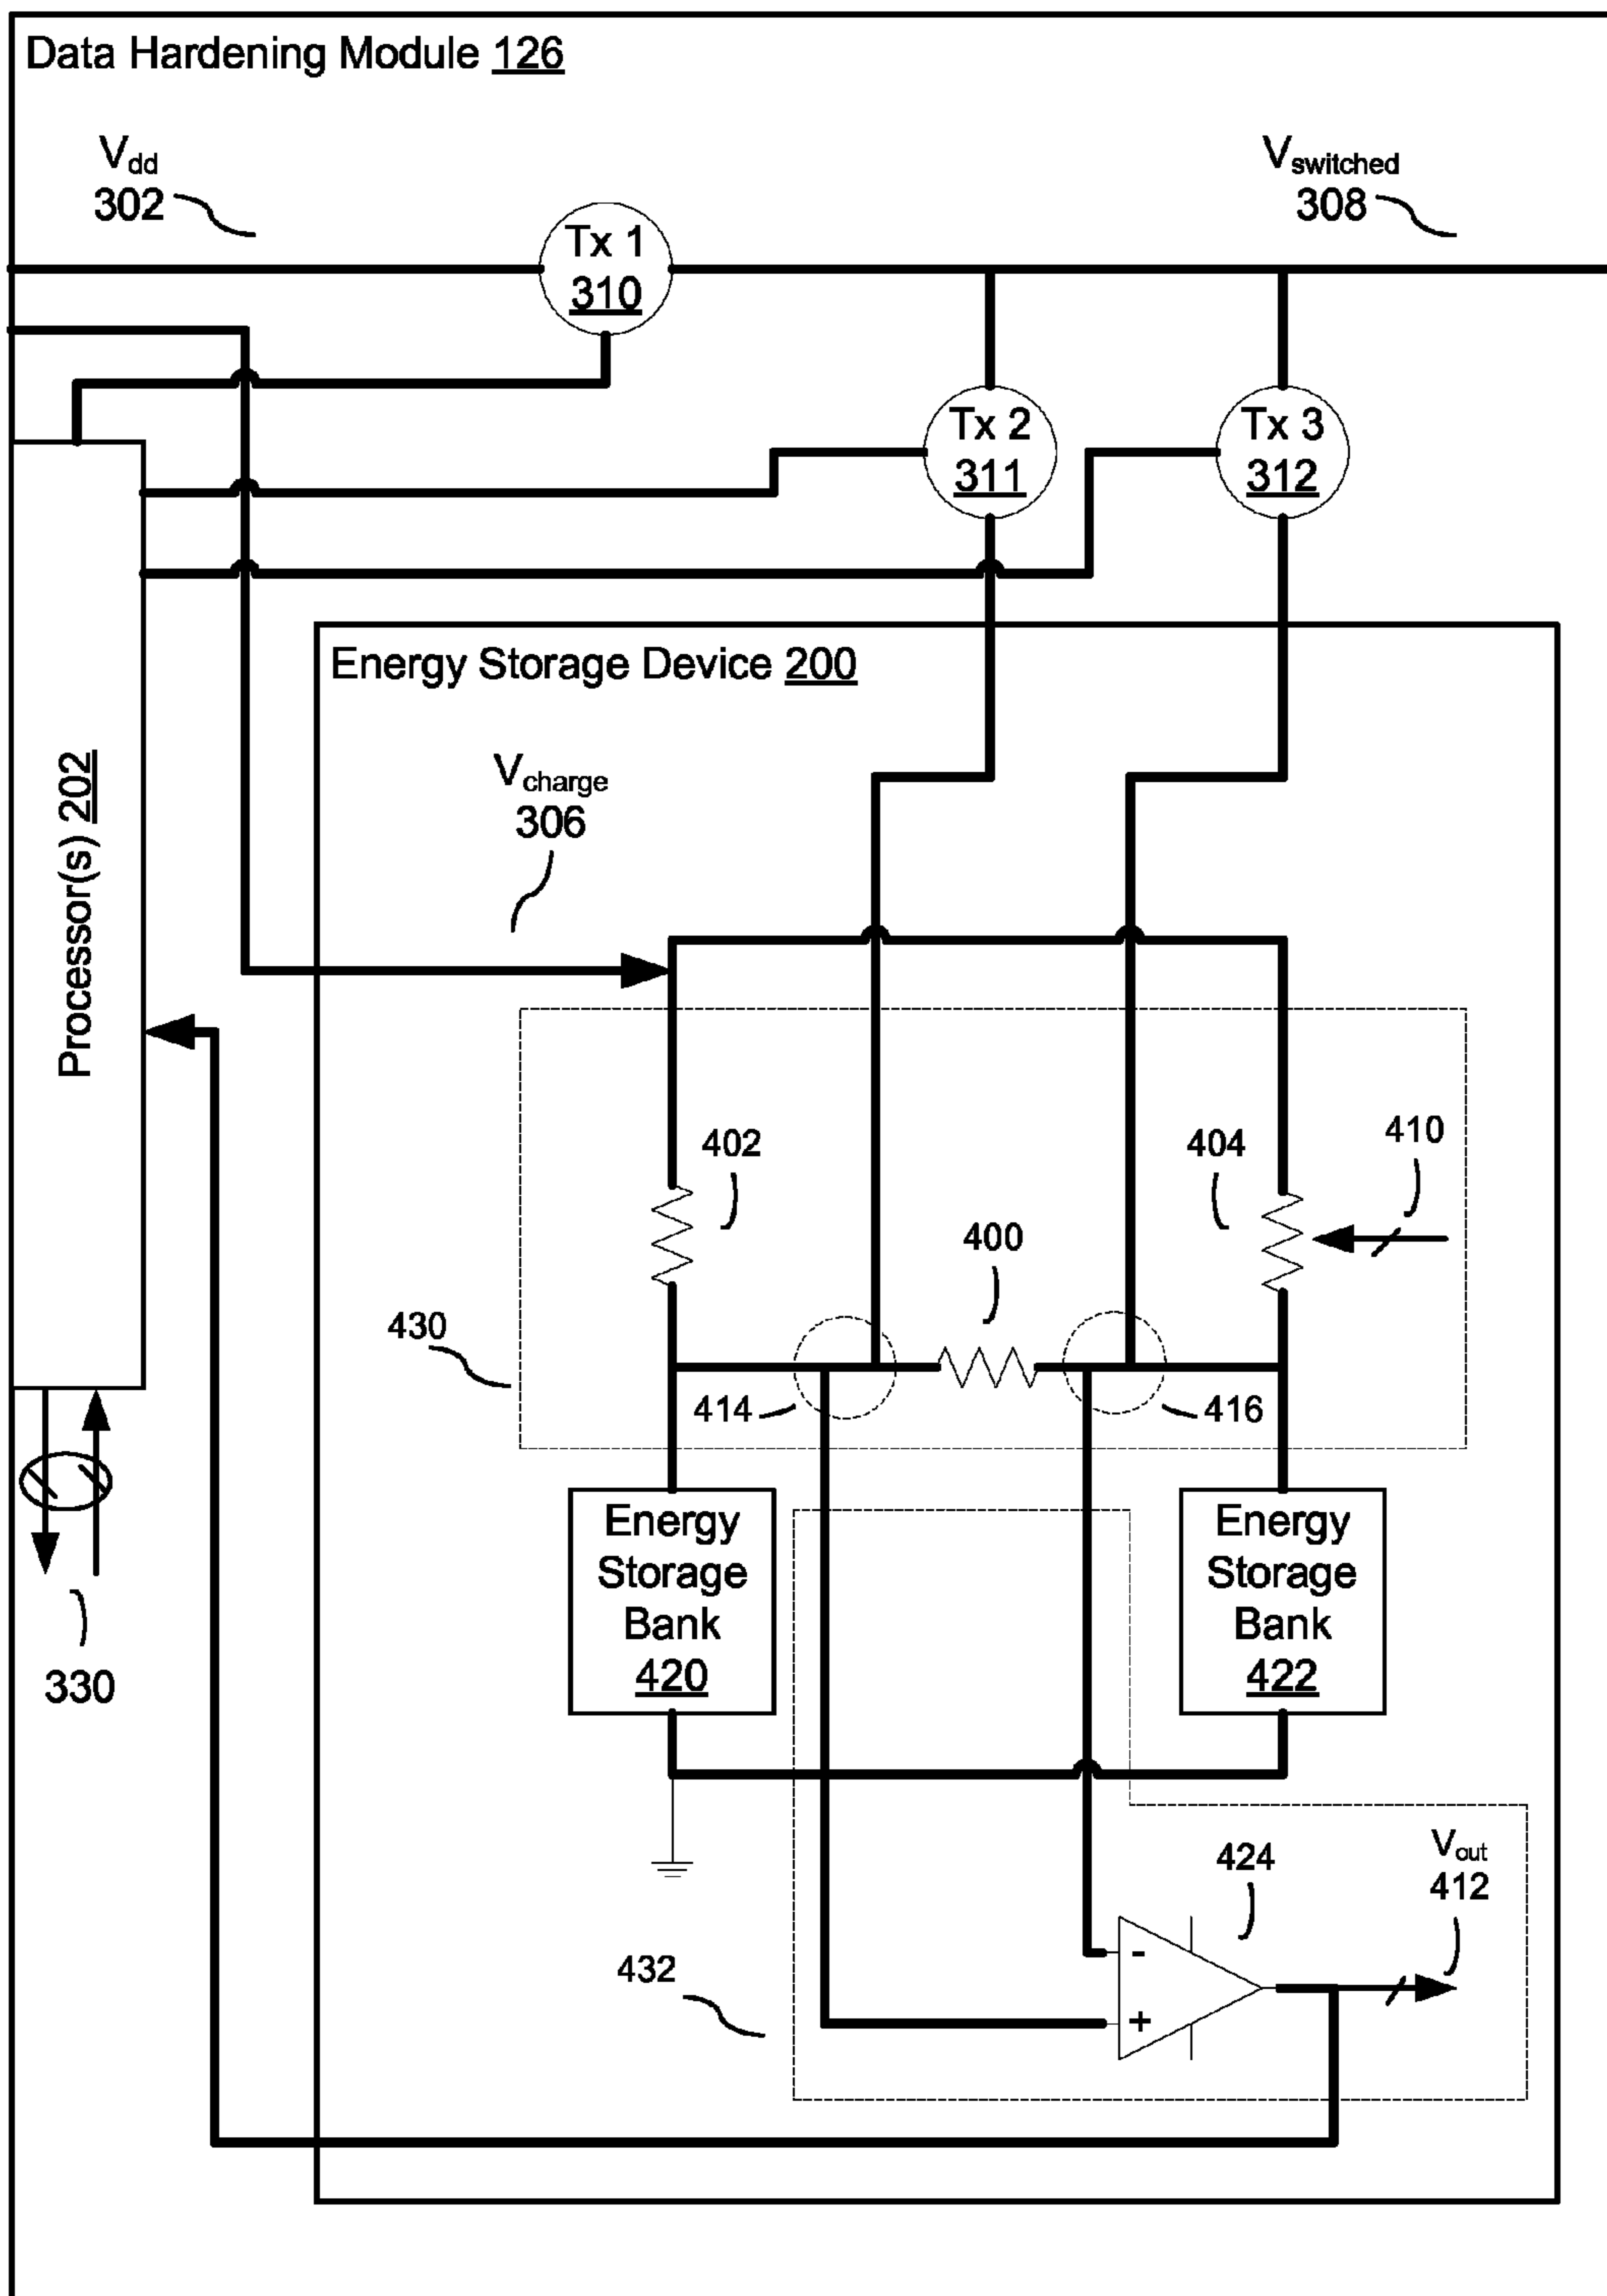 Data Hardening Module 126
Vdd
302
Vswitched
308
Tx 1
310
Tx 2
311
Tx 3
312
Energy Storage Device 200
Processor(s) 202
Vcharge
306
402
404
410
400
430
414
416
Energy
Storage
Bank
420
Energy
Storage
Bank
422
330
424
Vout
412
432
-
+